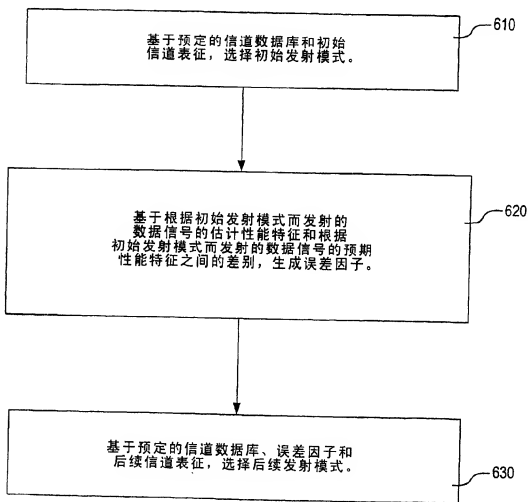 610
基于预定的信道数据库和初始
信道表征，选择初始发射模式。
620
基于根据初始发射模式而发射的
数据信号的估计性能特征和根据
初始发射模式而发射的数据信号的预期
性能特征之间的差别，生成误差因子。
基于预定的信道数据库、误差因子和
后续信道表征，选择后续发射模式。
630